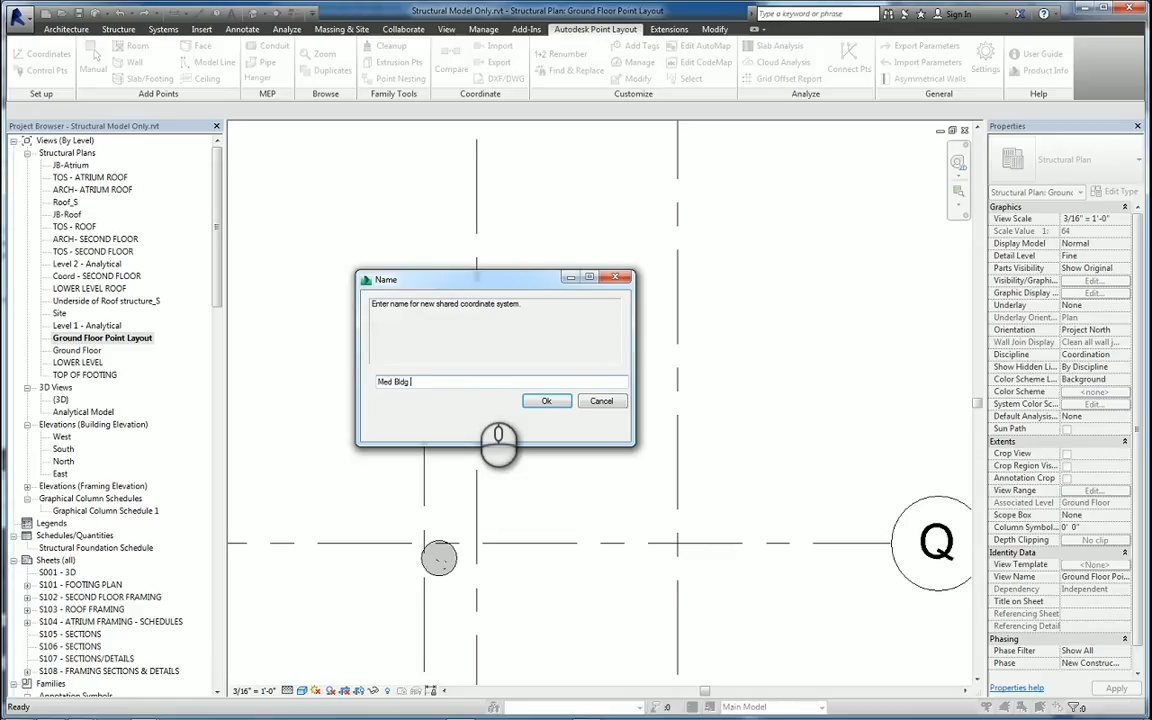 Structural Model Only.rvt
Structural Plan: Ground Floor Point Layout
Type a keyword or phrase
Sign In
Architecture
Structure
Systems
Insert
Annotate
Analyze
Massing & Site
Collaborate
View
Manage
Add-Ins
Autodesk Point Layout
Extensions
Modify
Coordinates
Control Pts
Set up
Manual
Room
Wall
Slab/Footing
Face
Model Line
Ceiling
Add Points
Conduit
Pipe
Hanger
MEP
Zoom
Duplicates
Browse
Cleanup
Extrusion Pts
Point Nesting
Family Tools
Compare
Import
Export
DXF/DWG
Coordinate
Renumber
Find & Replace
Add Tags
Manage
Modify
Edit AutoMap
Edit CodeMap
Select
Customize
Slab Analysis
Cloud Analysis
Grid Offset Report
Connect Pts
Analyze
Export Parameters
Import Parameters
Asymmetrical Walls
Settings
General
User Guide
Product Info
Help
Project Browser - Structural Model Only.rvt
Views (By Level)
Structural Plans
JB-Atrium
TOS - ATRIUM ROOF
ARCH- ATRIUM ROOF
Roof_S
JB-Roof
TOS - ROOF
ARCH- SECOND FLOOR
TOS - SECOND FLOOR
Level 2 - Analytical
Coord - SECOND FLOOR
LOWER LEVEL ROOF
Underside of Roof structure_S
Site
Level 1 - Analytical
Ground Floor Point Layout
Ground Floor
LOWER LEVEL
TOP OF FOOTING
3D Views
{3D}
Analytical Model
Elevations (Building Elevation)
West
South
North
East
Elevations (Framing Elevation)
Graphical Column Schedules
Graphical Column Schedule 1
Legends
Schedules/Quantities
Structural Foundation Schedule
Sheets (all)
S001 - 3D
S101 - FOOTING PLAN
S102 - SECOND FLOOR FRAMING
S103 - ROOF FRAMING
S104 - ATRIUM FRAMING - SCHEDULES
S105 - SECTIONS
S106 - SECTIONS
S107 - SECTIONS/DETAILS
S108 - FRAMING SECTIONS & DETAILS
Families
Annotation Symbols
Name
Enter name for new shared coordinate system.
Med Bldg
Ok
Cancel
Q
3/16" = 1'-0"
Properties
Structural Plan
Structural Plan: Ground
Edit Type
Graphics
View Scale 3/16" = 1'-0"
Scale Value 1: 64
Display Model Normal
Detail Level Fine
Parts Visibility Show Original
Visibility/Graphi... Edit...
Graphic Display ... Edit...
Underlay None
Underlay Orient... Plan
Orientation Project North
Wall Join Display Clean all wall j...
Discipline Coordination
Show Hidden Li... By Discipline
Color Scheme L... Background
Color Scheme <none>
System Color Sc... Edit...
Default Analysis... None
Sun Path
Extents
Crop View
Crop Region Vis...
Annotation Crop
View Range Edit...
Associated Level Ground Floor
Scope Box None
Column Symbol... 0' 0"
Depth Clipping No clip
Identity Data
View Template <None>
View Name Ground Floor Poi...
Dependency Independent
Title on Sheet
Referencing Sheet
Referencing Detail
Phasing
Phase Filter Show All
Phase New Construc...
Properties help
Apply
Ready
:0
Main Model
:0